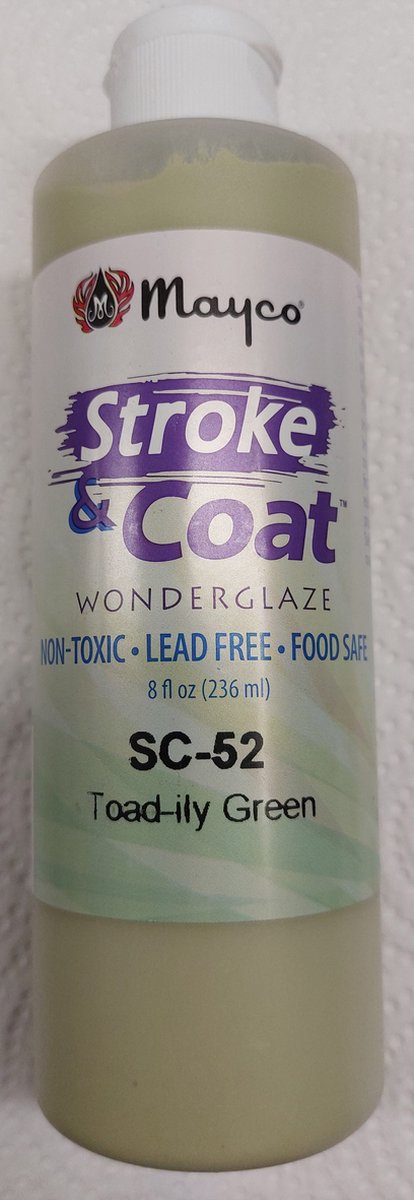 Mayco®
Stroke
& Coat™
WONDERGLAZE
NON-TOXIC • LEAD FREE • FOOD SAFE
8 fl oz (236 ml)
SC-52
Toad-ily Green